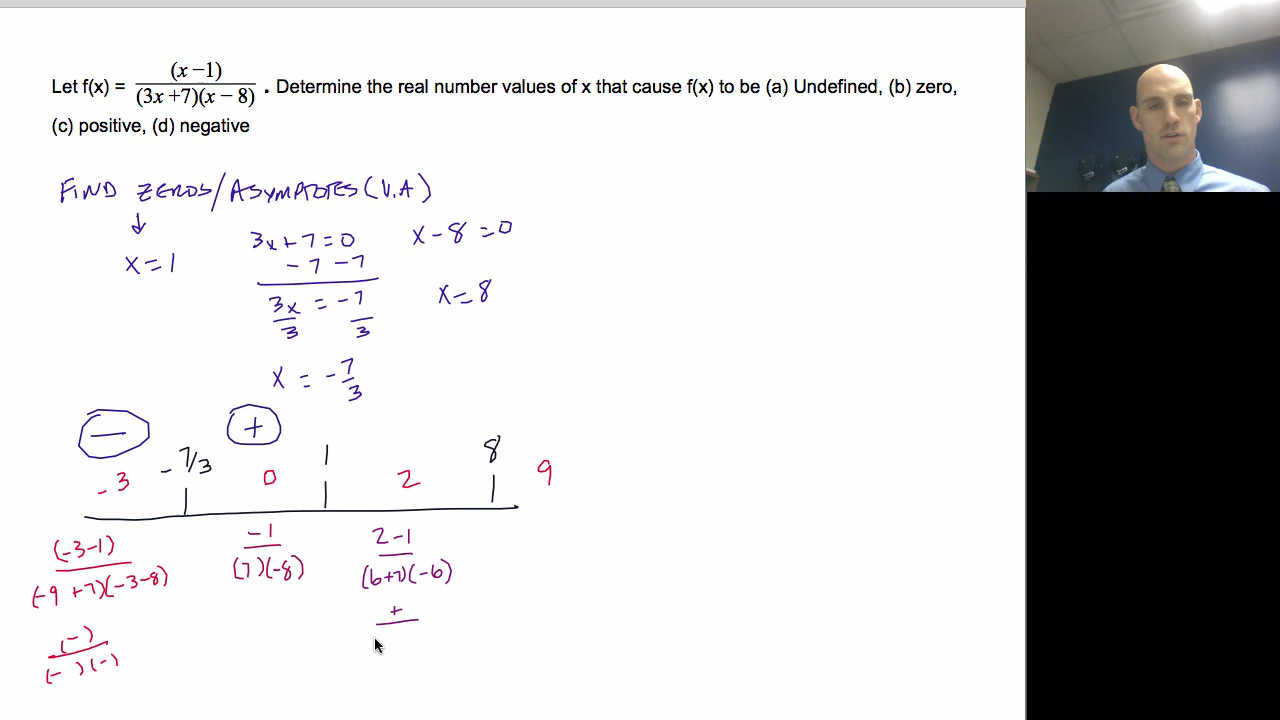 Let f(x) = (x−1) / (3x+7)(x−8) . Determine the real number values of x that cause f(x) to be (a) Undefined, (b) zero,
(c) positive, (d) negative
FIND ZEROS/ASYMPTOTES (V.A)
↓
3x+7=0 x-8=0
x=1 -7 -7
3x/3 = -7/3 x=8
x = -7/3
− +
-7/3 1 8
-3 0 2 9
(-3-1) / (-9+7)(-3-8) -1 / (7)(-8) 2-1 / (6+7)(-6)
(-) / (-)(-) +